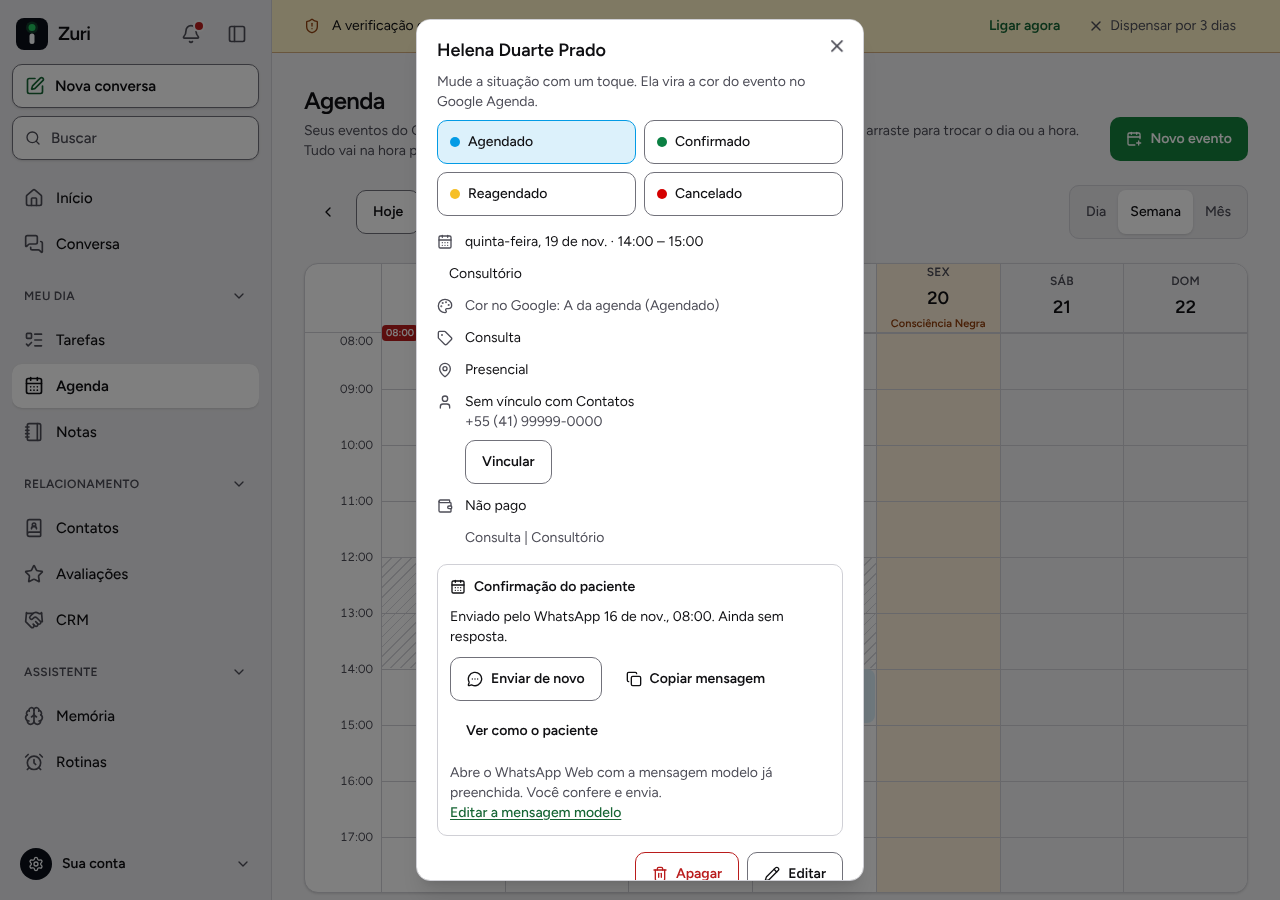 Zuri
Nova conversa
Buscar
Início
Conversa
MEU DIA
Tarefas
Agenda
Notas
RELACIONAMENTO
Contatos
Avaliações
CRM
ASSISTENTE
Memória
Rotinas
Sua conta
A verificação
Ligar agora
Dispensar por 3 dias
Agenda
Seus eventos do
arraste para trocar o dia ou a hora.
Tudo vai na hora
Novo evento
Hoje
Dia
Semana
Mês
SEX
20
Consciência Negra
SÁB
21
DOM
22
08:00
08:00
09:00
10:00
11:00
12:00
13:00
14:00
15:00
16:00
17:00
Helena Duarte Prado
Mude a situação com um toque. Ela vira a cor do evento no
Google Agenda.
Agendado
Confirmado
Reagendado
Cancelado
quinta-feira, 19 de nov. · 14:00 – 15:00
Consultório
Cor no Google: A da agenda (Agendado)
Consulta
Presencial
Sem vínculo com Contatos
+55 (41) 99999-0000
Vincular
Não pago
Consulta | Consultório
Confirmação do paciente
Enviado pelo WhatsApp 16 de nov., 08:00. Ainda sem
resposta.
Enviar de novo
Copiar mensagem
Ver como o paciente
Abre o WhatsApp Web com a mensagem modelo já
preenchida. Você confere e envia.
Editar a mensagem modelo
Apagar
Editar